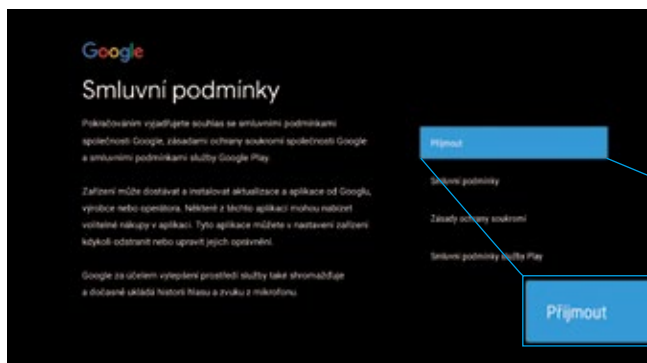 Google
Smluvní podmínky
Pokračováním vyjadřujete souhlas se smluvními podmínkami
společnosti Google, zásadami ochrany soukromí společnosti Google
a smluvními podmínkami služby Google Play.
Zařízení může dostávat a instalovat aktualizace a aplikace od Googlu,
výrobce nebo operátora. Některé z těchto aplikací mohou nabízet
volitelné nákupy v aplikaci. Tyto aplikace můžete v nastavení zařízení
kdykoli odstranit nebo upravit jejich oprávnění.
Google za účelem vylepšení prostředí služby také shromažďuje
a dočasně ukládá historii hlasu a zvuku z mikrofonu.
Přijmout
Smluvní podmínky
Zásady ochrany soukromí
Smluvní podmínky služby Play
Přijmout